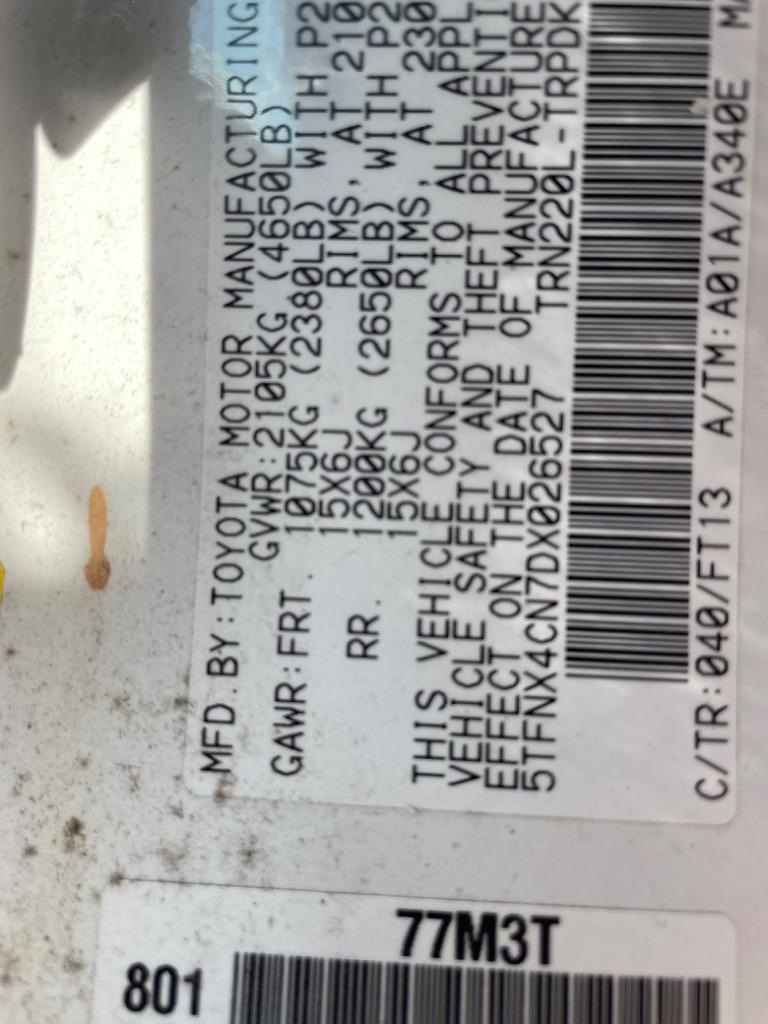 MFD.BY:TOYOTA MOTOR MANUFACTURING
GVWR:2105KG (4650LB)
GAWR:FRT. 1075KG (2380LB) WITH P2
15X6J RIMS, AT 210
RR. 1200KG (2650LB) WITH P2
15X6J RIMS, AT 230
THIS VEHICLE CONFORMS TO ALL APPL
VEHICLE SAFETY AND THEFT PREVENTI
EFFECT ON THE DATE OF MANUFACTURE
5TFNX4CN7DX026527 TRN220L-TRPDK
C/TR:040/FT13 A/TM:A01A/A340E MA
77M3T
801